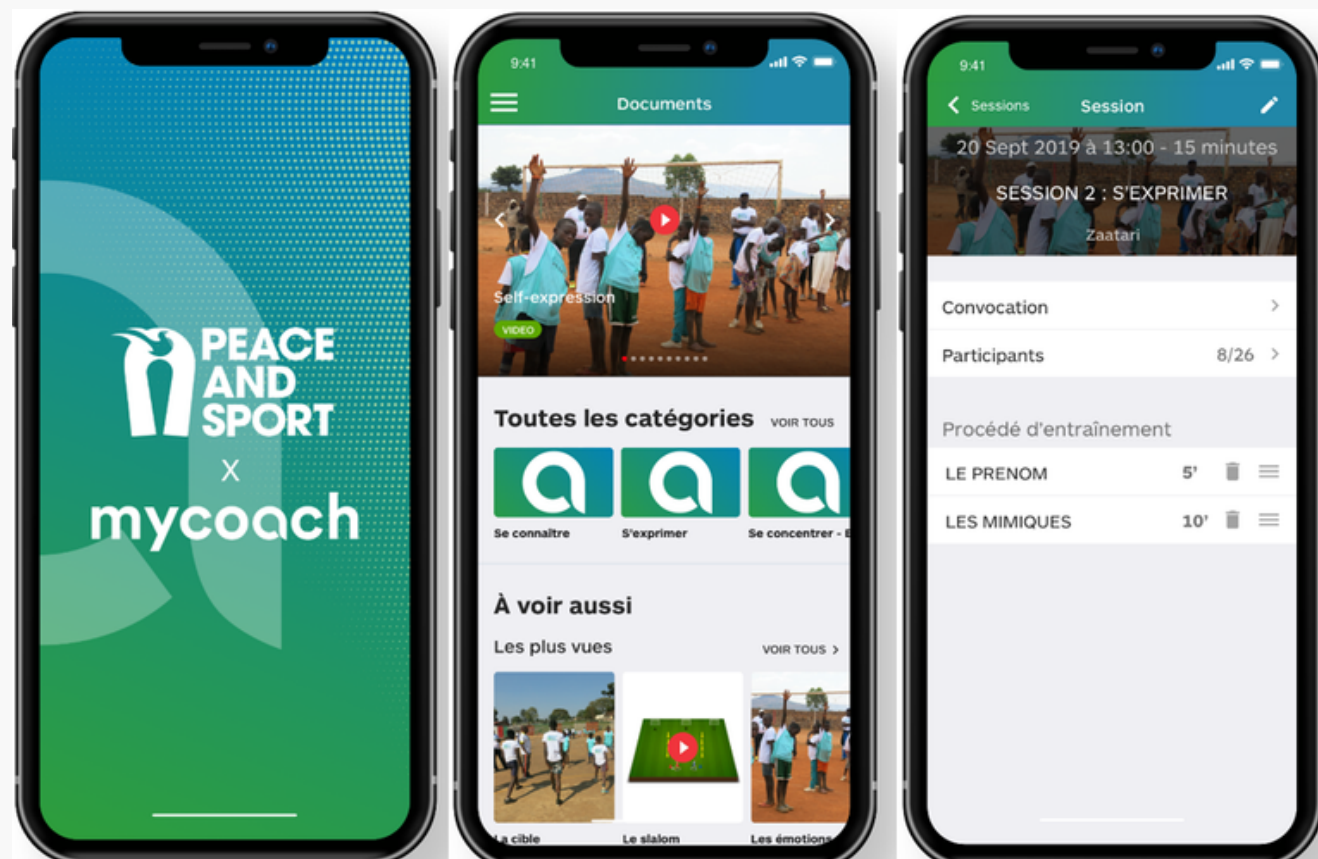 PEACE
AND
SPORT
X
mycoach
9:41
Documents
Self-expression
VIDEO
Toutes les catégories VOIR TOUS
Se connaître S'exprimer Se concentrer -
À voir aussi
Les plus vues VOIR TOUS >
La cible Le slalom Les émotions
9:41
Sessions Session
20 Sept 2019 à 13:00 - 15 minutes
SESSION 2 : S'EXPRIMER
Zaatari
Convocation
Participants 8/26
Procédé d'entraînement
LE PRENOM 5'
LES MIMIQUES 10'